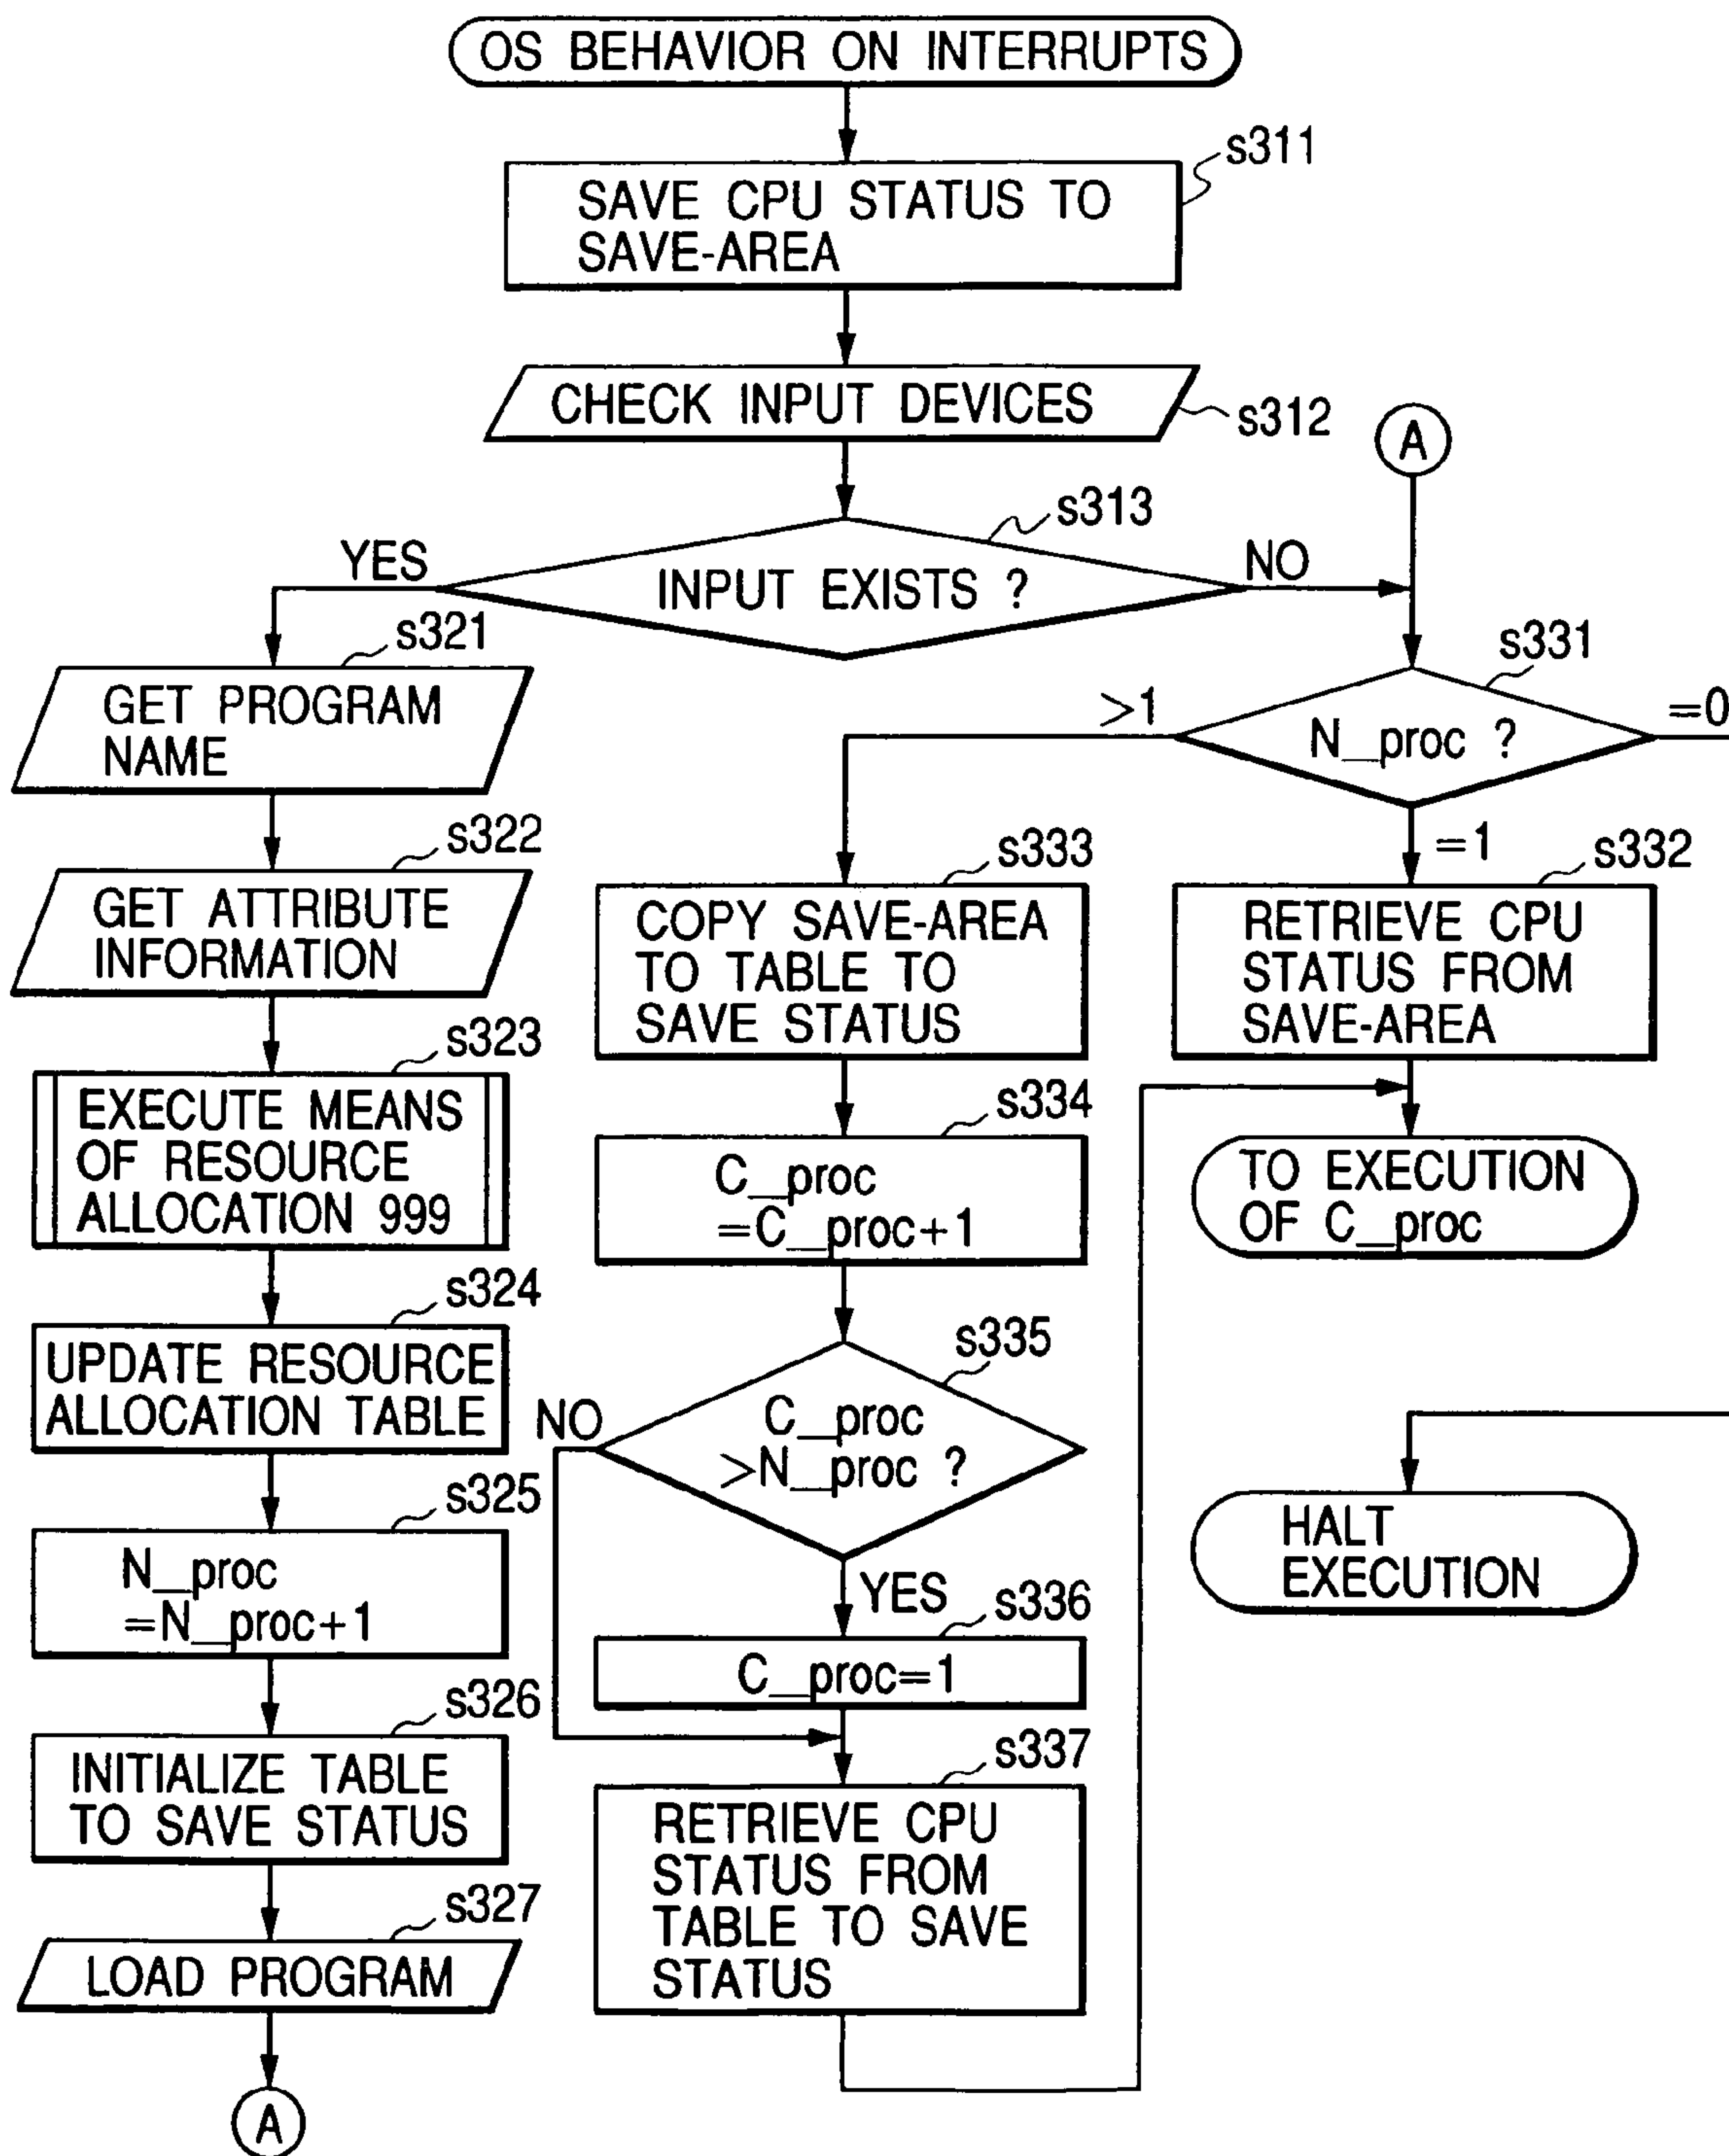 OS BEHAVIOR ON INTERRUPTS
s311
SAVE CPU STATUS TO
SAVE-AREA
CHECK INPUT DEVICES
s312
A
s313
YES
INPUT EXISTS ?
NO
s321
GET PROGRAM
NAME
s322
GET ATTRIBUTE
INFORMATION
s323
EXECUTE MEANS
OF RESOURCE
ALLOCATION 999
s324
UPDATE RESOURCE
ALLOCATION TABLE
s325
N_proc
=N_proc+1
s326
INITIALIZE TABLE
TO SAVE STATUS
s327
LOAD PROGRAM
A
s331
>1
N_proc ?
=0
=1
s333
COPY SAVE-AREA
TO TABLE TO
SAVE STATUS
s334
C_proc
=C_proc+1
s335
NO
C_proc
>N_proc ?
YES
s336
C_proc=1
s337
RETRIEVE CPU
STATUS FROM
TABLE TO SAVE
STATUS
s332
RETRIEVE CPU
STATUS FROM
SAVE-AREA
TO EXECUTION
OF C_proc
HALT
EXECUTION